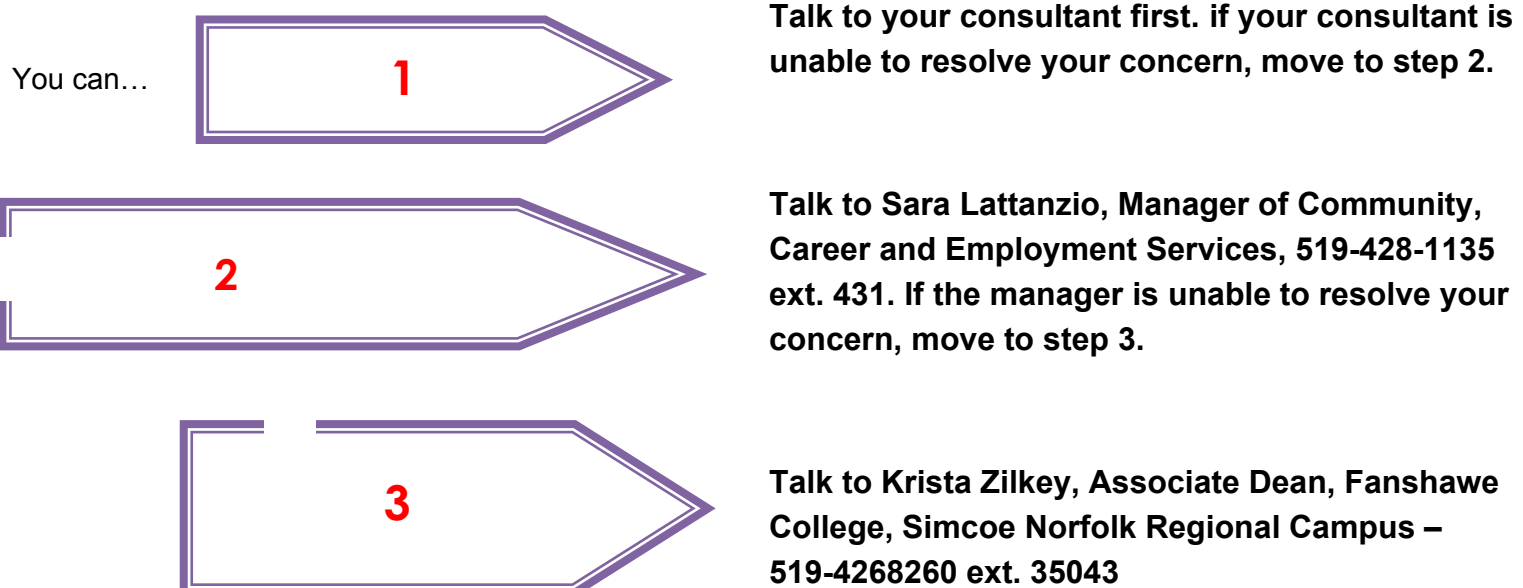 Talk to your consultant first. if your consultant is
You can…
1
unable to resolve your concern, move to step 2.
2
Talk to Sara Lattanzio, Manager of Community,
Career and Employment Services, 519-428-1135
ext. 431. If the manager is unable to resolve your
concern, move to step 3.
3
Talk to Krista Zilkey, Associate Dean, Fanshawe
College, Simcoe Norfolk Regional Campus –
519-4268260 ext. 35043